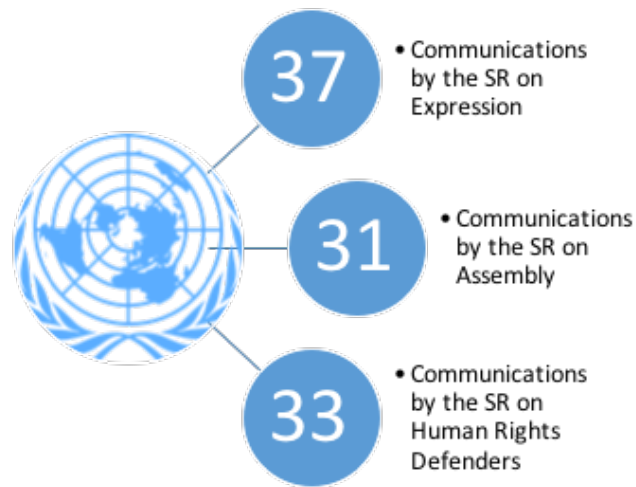 37
• Communications
by the SR on
Expression
31
• Communications
by the SR on
Assembly
33
• Communications
by the SR on
Human Rights
Defenders